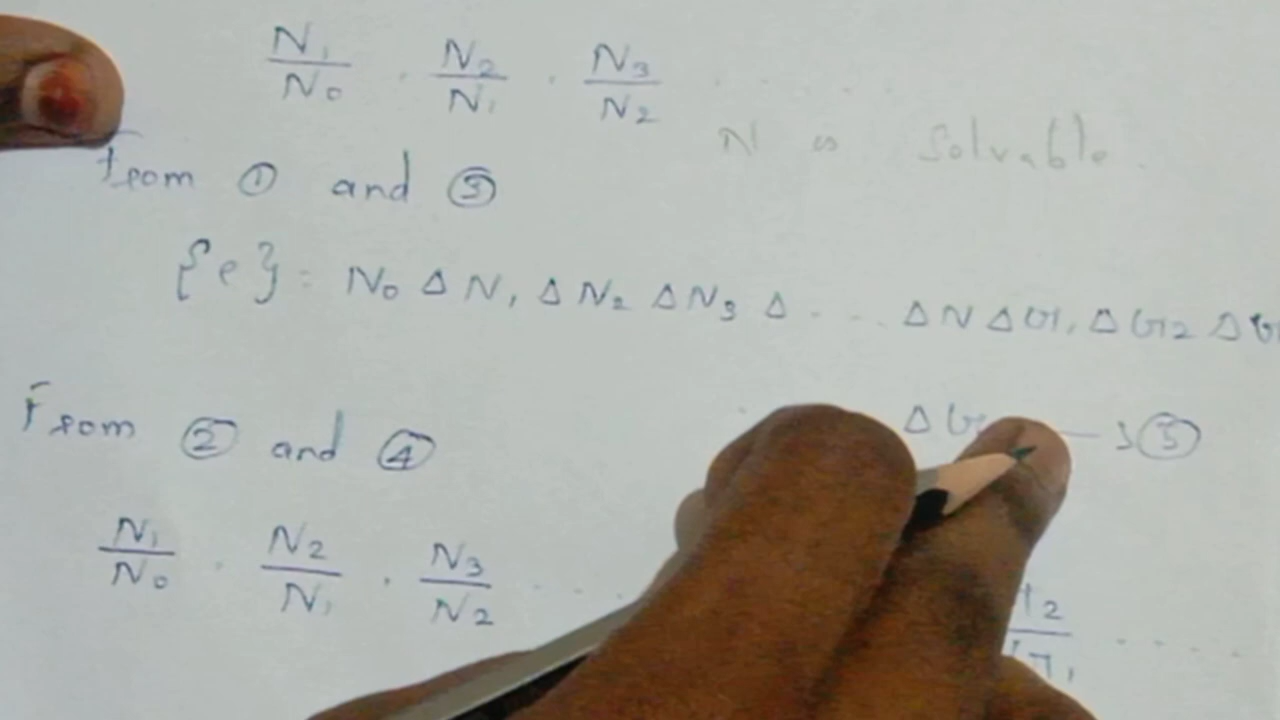 N₁/N₀ · N₂/N₁ · N₃/N₂ . . . . .
N is Solvable.
From ① and ③
{e} = N₀ Δ N₁ Δ N₂ Δ N₃ Δ . . . Δ N Δ G₁ Δ G₂ Δ
Δ → ⑤
From ② and ④
N₁/N₀ · N₂/N₁ · N₃/N₂ . . . . . . .